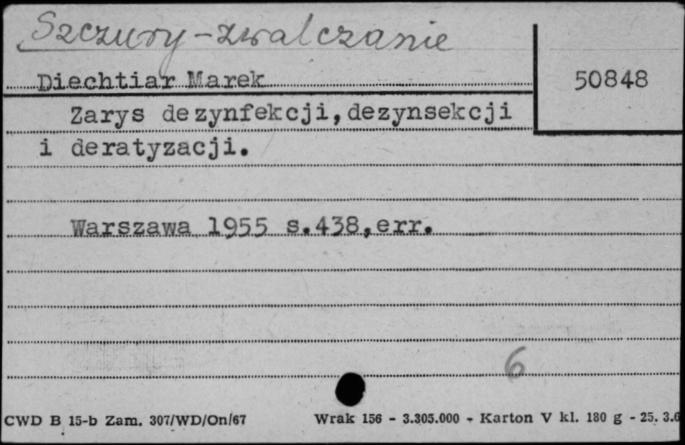 Szczury - zwalczanie
Diechtiar Marek
50848
Zarys dezynfekcji,dezynsekcji
i deratyzacji.
Warszawa 1955 s.438,err.
6
CWD B 15-b Zam. 307/WD/On/67 Wrak 156 - 3.305.000 - Karton V kl. 180 g - 25. 3.6